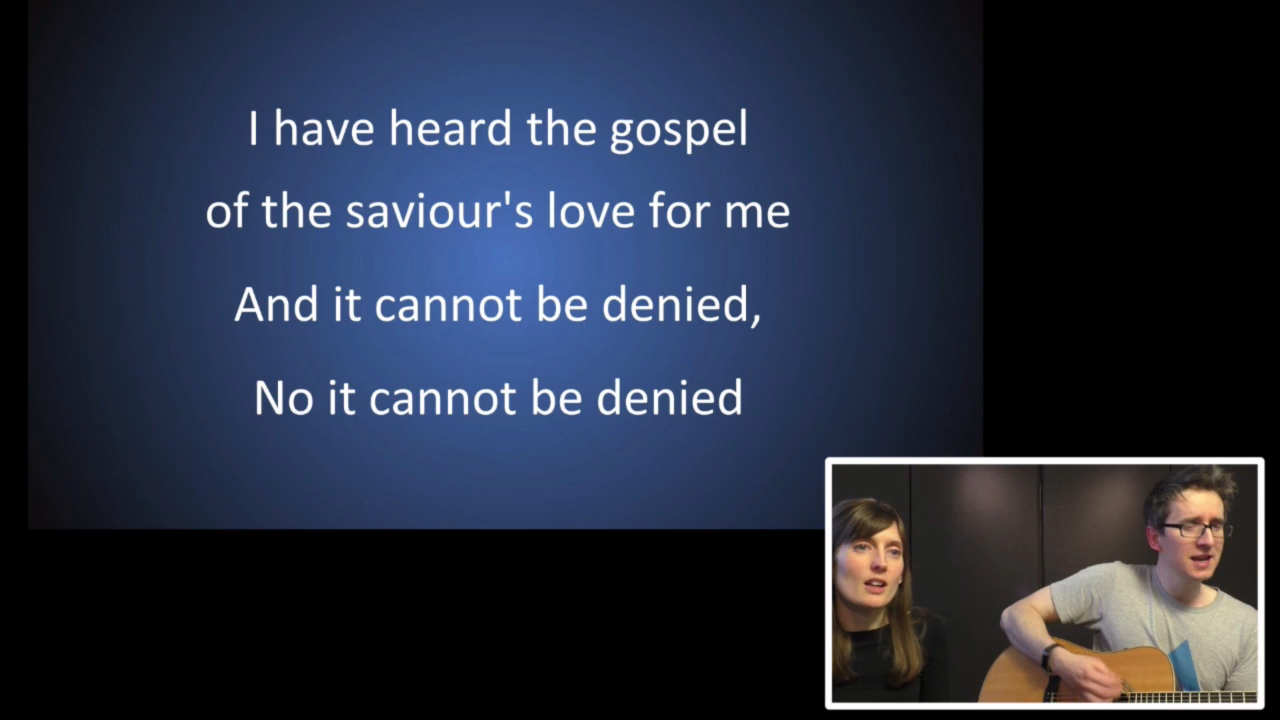 I have heard the gospel
of the saviour's love for me
And it cannot be denied,
No it cannot be denied